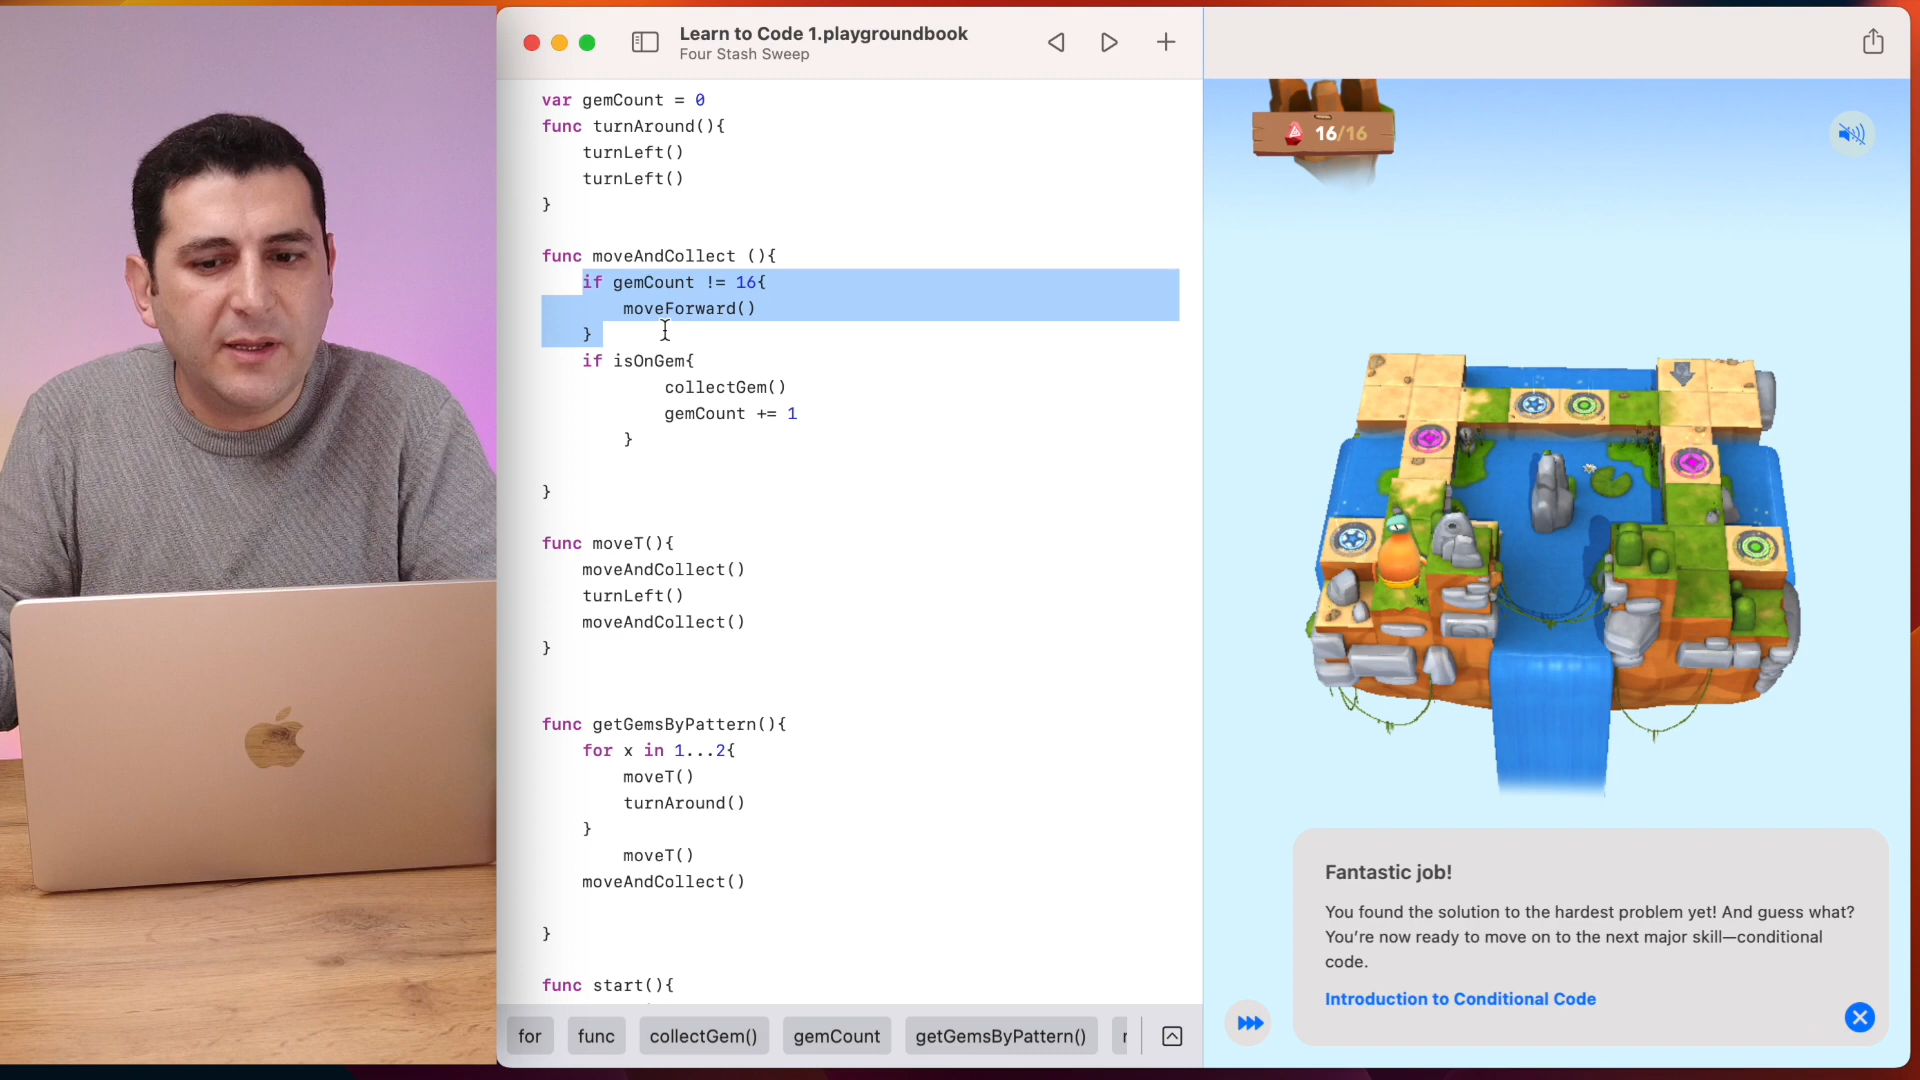 Learn to Code 1.playgroundbook
Four Stash Sweep
var gemCount = 0
func turnAround(){
turnLeft()
turnLeft()
}
func moveAndCollect (){
if gemCount != 16{
moveForward()
}
if isOnGem{
collectGem()
gemCount += 1
}
}
func moveT(){
moveAndCollect()
turnLeft()
moveAndCollect()
}
func getGemsByPattern(){
for x in 1...2{
moveT()
turnAround()
}
moveT()
moveAndCollect()
}
func start(){
for func collectGem() gemCount getGemsByPattern()
16/16
Fantastic job!
You found the solution to the hardest problem yet! And guess what?
You're now ready to move on to the next major skill—conditional
code.
Introduction to Conditional Code